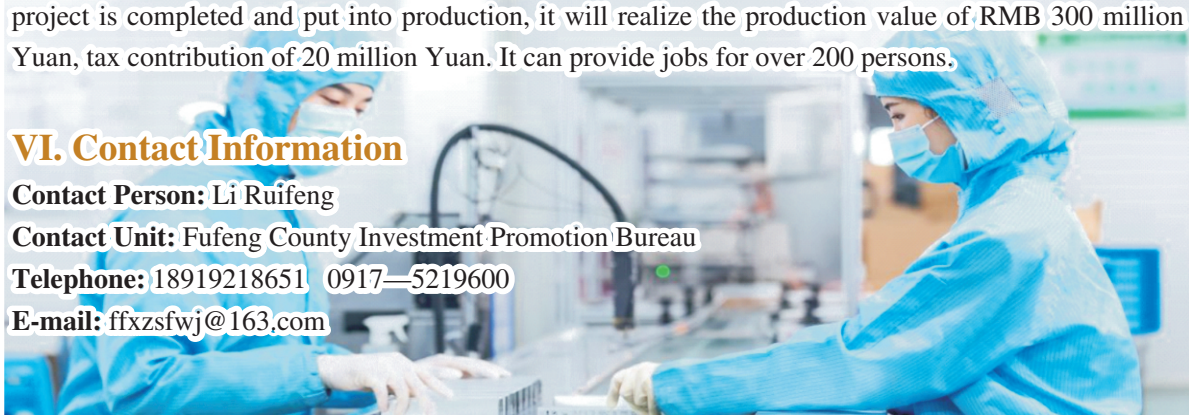 project is completed and put into production, it will realize the production value of RMB 300 million
Yuan, tax contribution of 20 million Yuan. It can provide jobs for over 200 persons.
VI. Contact Information
Contact Person: Li Ruifeng
Contact Unit: Fufeng County Investment Promotion Bureau
Telephone: 18919218651 0917—5219600
E-mail: ffxzsfwj@163.com